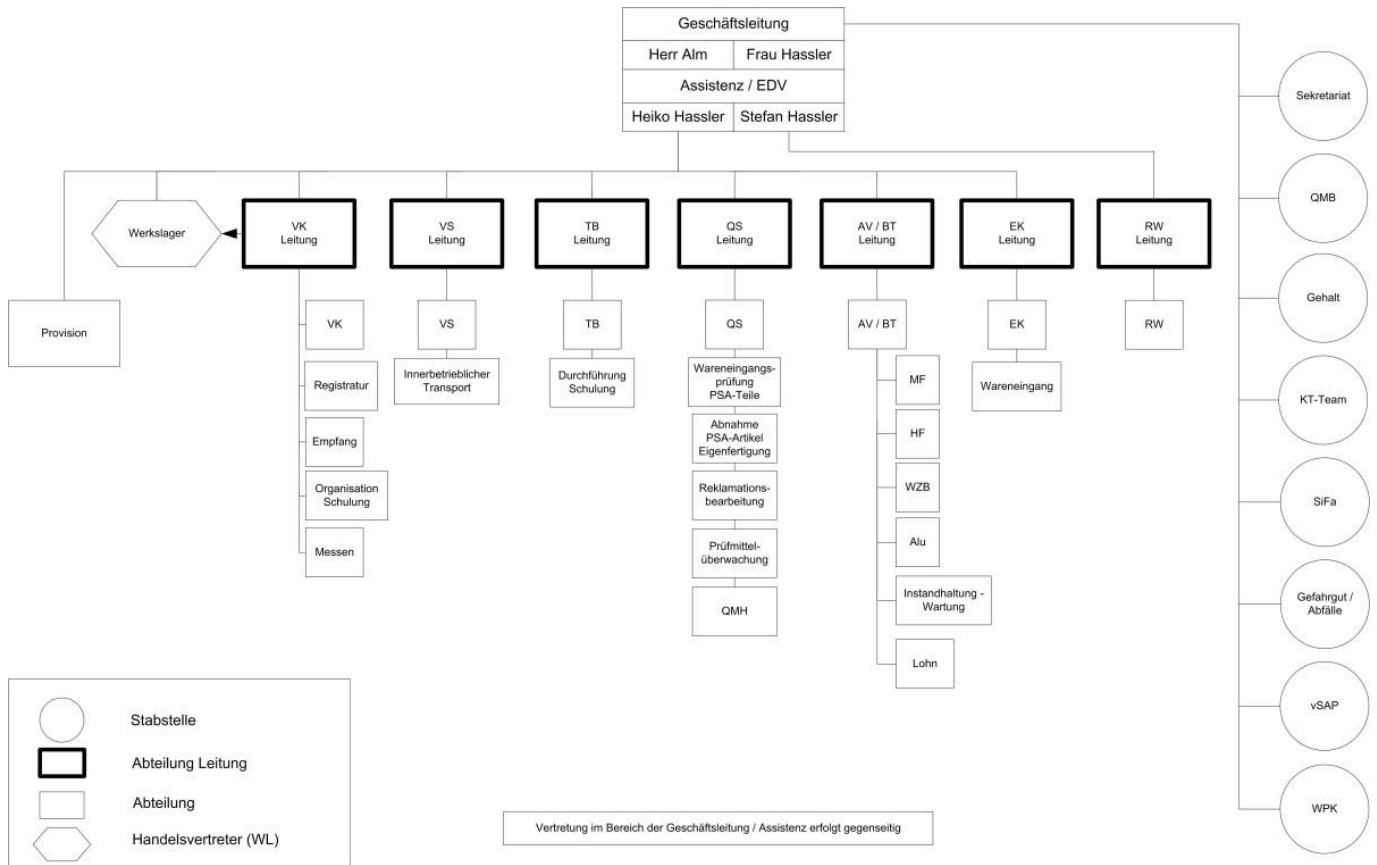 Geschäftsleitung
Herr Alm
Frau Hassler
Assistenz / EDV
Heiko Hassler
Stefan Hassler
Werkslager
VK
Leitung
VS
Leitung
TB
Leitung
QS
Leitung
AV / BT
Leitung
EK
Leitung
RW
Leitung
Provision
VK
Registratur
Empfang
Organisation
Schulung
Messen
VS
Innerbetrieblicher
Transport
TB
Durchführung
Schulung
QS
Wareneingangs-
prüfung
PSA-Teile
Abnahme
PSA-Artikel
Eigenfertigung
Reklamations-
bearbeitung
Prüfmittel-
überwachung
QMH
AV / BT
MF
HF
WZB
Alu
Instandhaltung -
Wartung
Lohn
EK
Wareneingang
RW
Sekretariat
QMB
Gehalt
KT-Team
SiFa
Gefahrgut /
Abfälle
vSAP
WPK
Stabstelle
Abteilung Leitung
Abteilung
Handelsvertreter (WL)
Vertretung im Bereich der Geschäftsleitung / Assistenz erfolgt gegenseitig